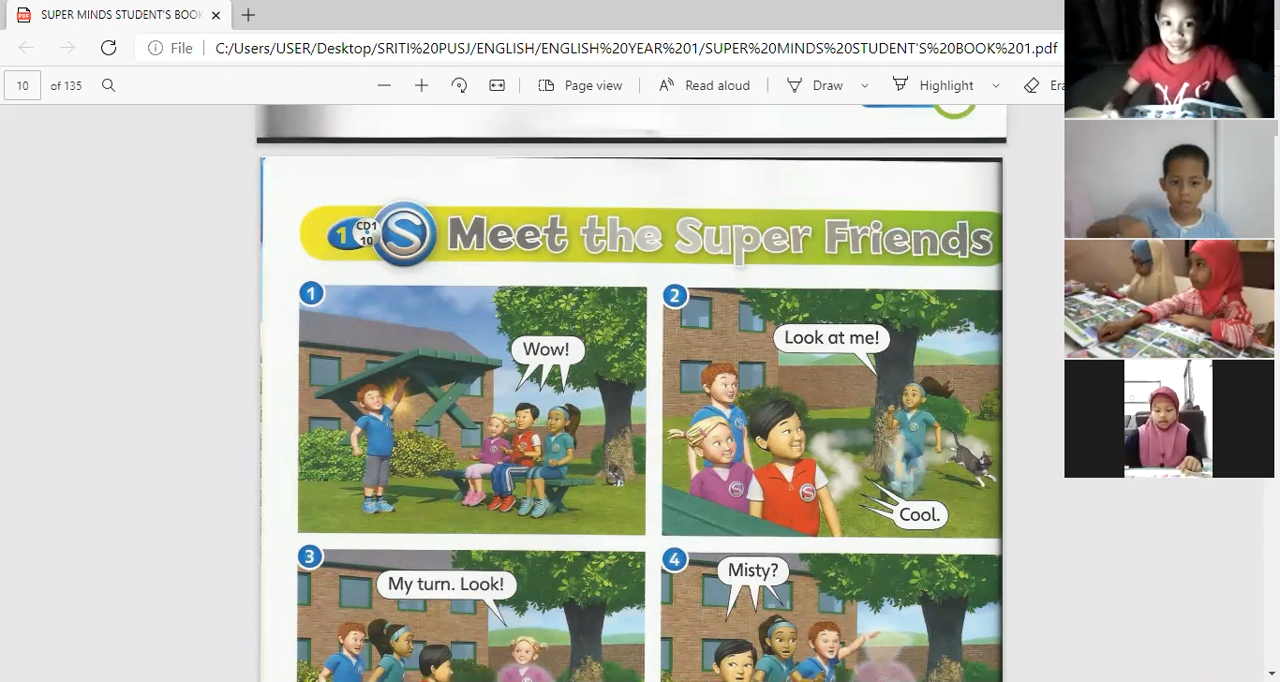 SUPER MINDS STUDENT'S BOOK
File
C:/Users/USER/Desktop/SRITI%20PUSJ/ENGLISH/ENGLISH%20YEAR%201/SUPER%20MINDS%20STUDENT'S%20BOOK%201.pdf
10
of 135
Page view
Read aloud
Draw
Highlight
Era
1 CD1 10 S Meet the Super Friends
1
Wow!
2
Look at me!
Cool.
3
My turn. Look!
4
Misty?